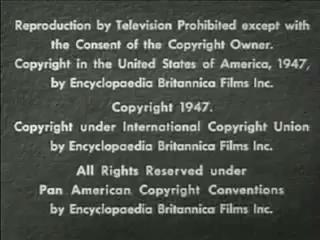 Reproduction by Television Prohibited except with
the Consent of the Copyright Owner.
Copyright in the United States of America, 1947,
by Encyclopaedia Britannica Films Inc.
Copyright 1947.
Copyright under International Copyright Union
by Encyclopaedia Britannica Films Inc.
All Rights Reserved under
Pan American Copyright Conventions
by Encyclopaedia Britannica Films Inc.